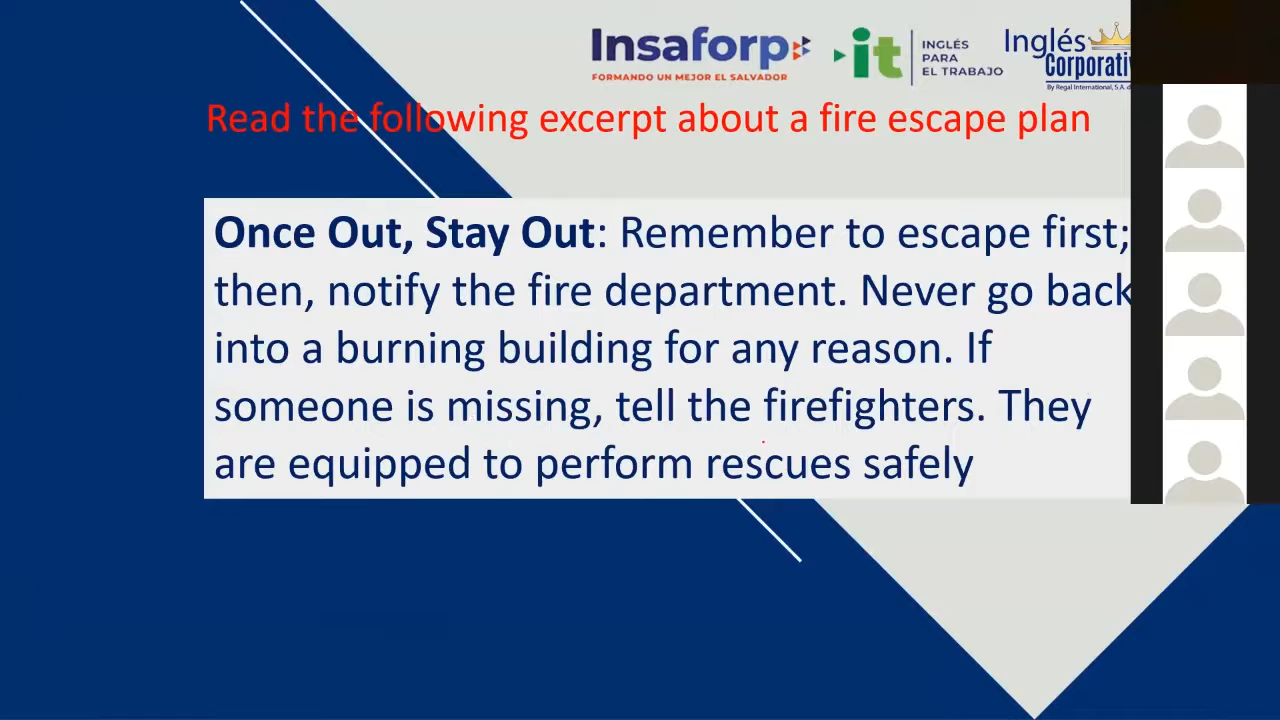 Insaforp
FORMANDO UN MEJOR EL SALVADOR
it
INGLÉS
PARA
EL TRABAJO
Inglés
Corporativ
By Regal International, S.A. d
Read the following excerpt about a fire escape plan
Once Out, Stay Out: Remember to escape first;
then, notify the fire department. Never go back
into a burning building for any reason. If
someone is missing, tell the firefighters. They
are equipped to perform rescues safely